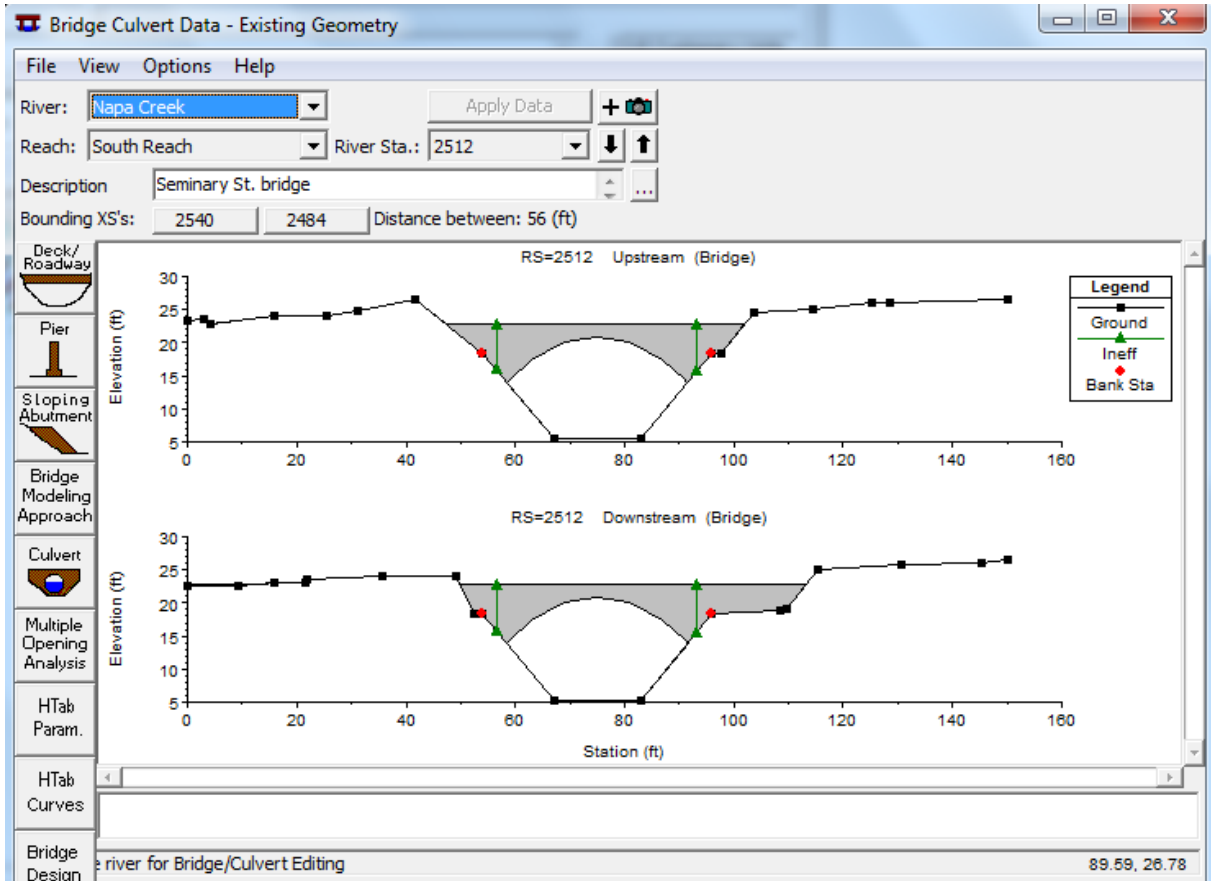 Bridge Culvert Data - Existing Geometry
File View Options Help
River: Napa Creek Apply Data
Reach: South Reach River Sta.: 2512
Description Seminary St. bridge ...
Bounding XS's: 2540 2484 Distance between: 56 (ft)
Deck/
Roadway
Pier
Sloping
Abutment
Bridge
Modeling
Approach
Culvert
Multiple
Opening
Analysis
HTab
Param.
HTab
Curves
Bridge
Design
RS=2512 Upstream (Bridge)
30
25
20
15
10
5
Elevation (ft)
0 20 40 60 80 100 120 140 160
Legend
Ground
Ineff
Bank Sta
RS=2512 Downstream (Bridge)
30
25
20
15
10
5
Elevation (ft)
0 20 40 60 80 100 120 140 160
Station (ft)
e river for Bridge/Culvert Editing 89.59, 26.78